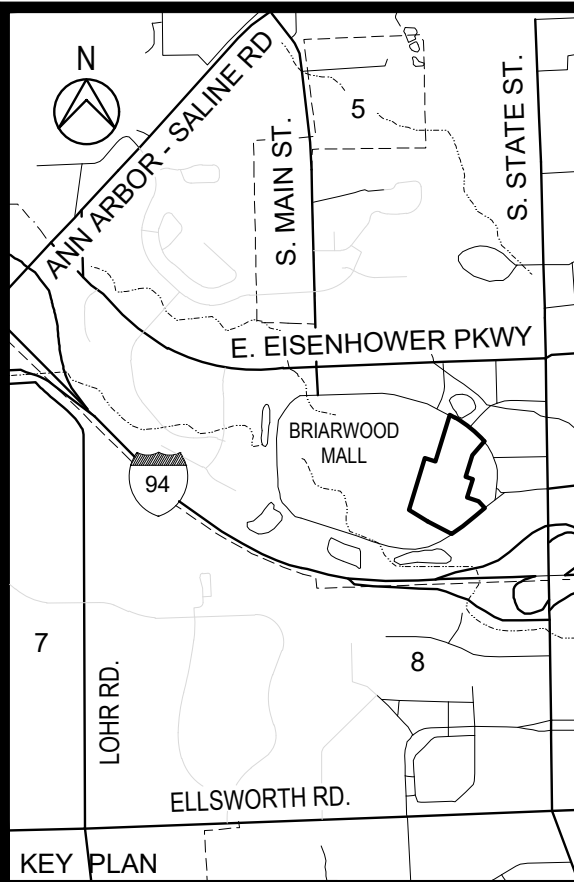 N
ANN ARBOR - SALINE RD
S. MAIN ST.
5
S. STATE ST.
E. EISENHOWER PKWY
BRIARWOOD
MALL
94
7
LOHR RD.
8
ELLSWORTH RD.
KEY PLAN